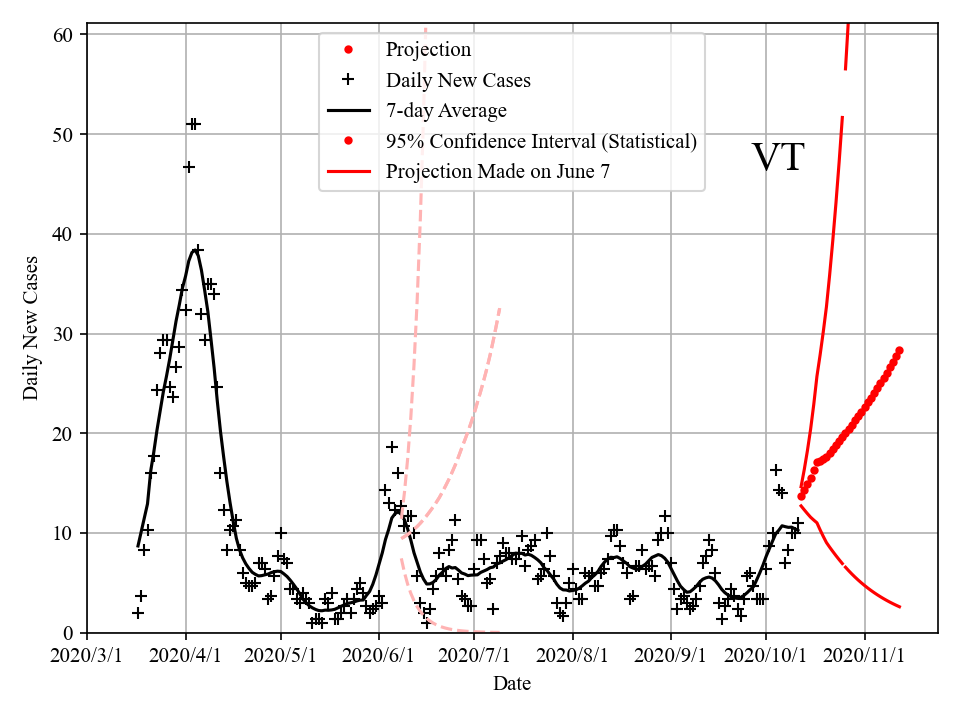 60
50
40
30
20
10
0
Daily New Cases
Projection
Daily New Cases
7-day Average
95% Confidence Interval (Statistical)
Projection Made on June 7
VT
2020/3/1 2020/4/1 2020/5/1 2020/6/1 2020/7/1 2020/8/1 2020/9/1 2020/10/1 2020/11/1
Date